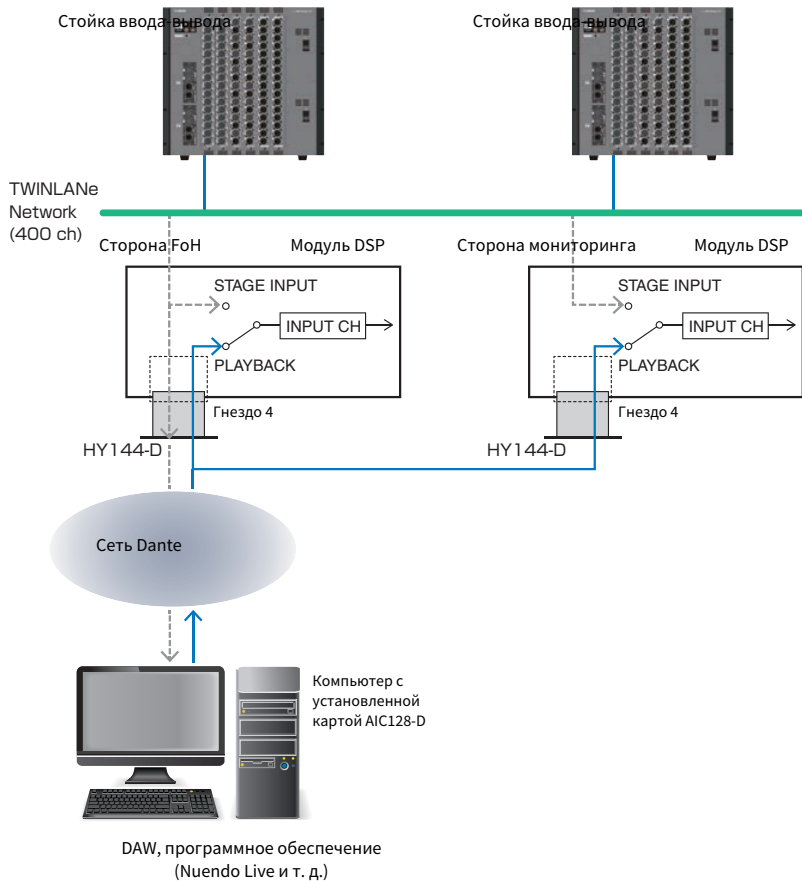 Стойка ввода-вывода
Стойка ввода-вывода
TWINLANe
Network
(400 ch)
Сторона FoH
Модуль DSP
Сторона мониторинга
Модуль DSP
STAGE INPUT
INPUT CH
PLAYBACK
STAGE INPUT
INPUT CH
PLAYBACK
Гнездо 4
Гнездо 4
HY144-D
HY144-D
Сеть Dante
Компьютер с
установленной
картой AIC128-D
DAW, программное обеспечение
(Nuendo Live и т. д.)